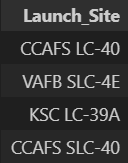 Launch_Site
CCAFS LC-40
VAFB SLC-4E
KSC LC-39A
CCAFS SLC-40